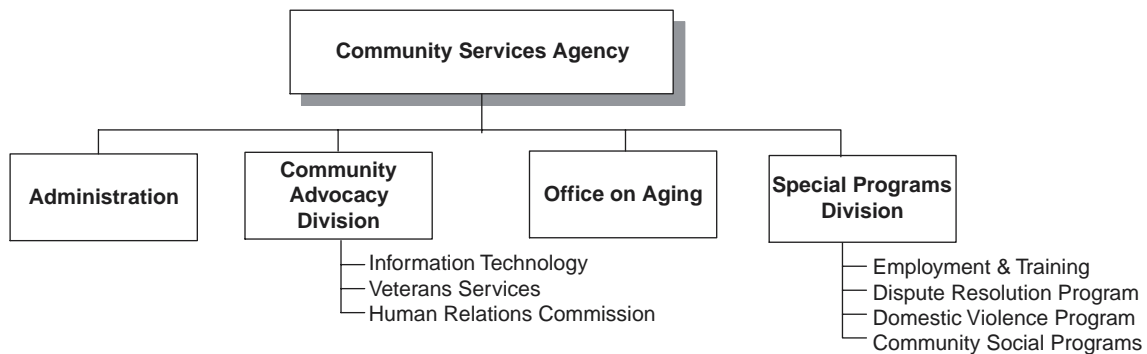 Community Services Agency
Administration
Community
Advocacy
Division
Office on Aging
Special Programs
Division
Information Technology
Veterans Services
Human Relations Commission
Employment & Training
Dispute Resolution Program
Domestic Violence Program
Community Social Programs